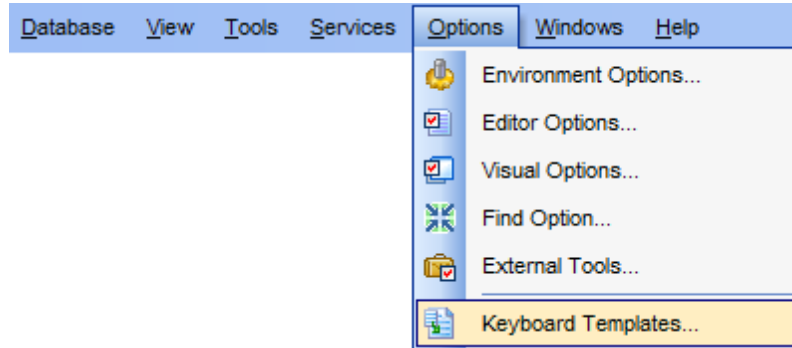 Database View Tools Services Options Windows Help
Environment Options...
Editor Options...
Visual Options...
Find Option...
External Tools...
Keyboard Templates...